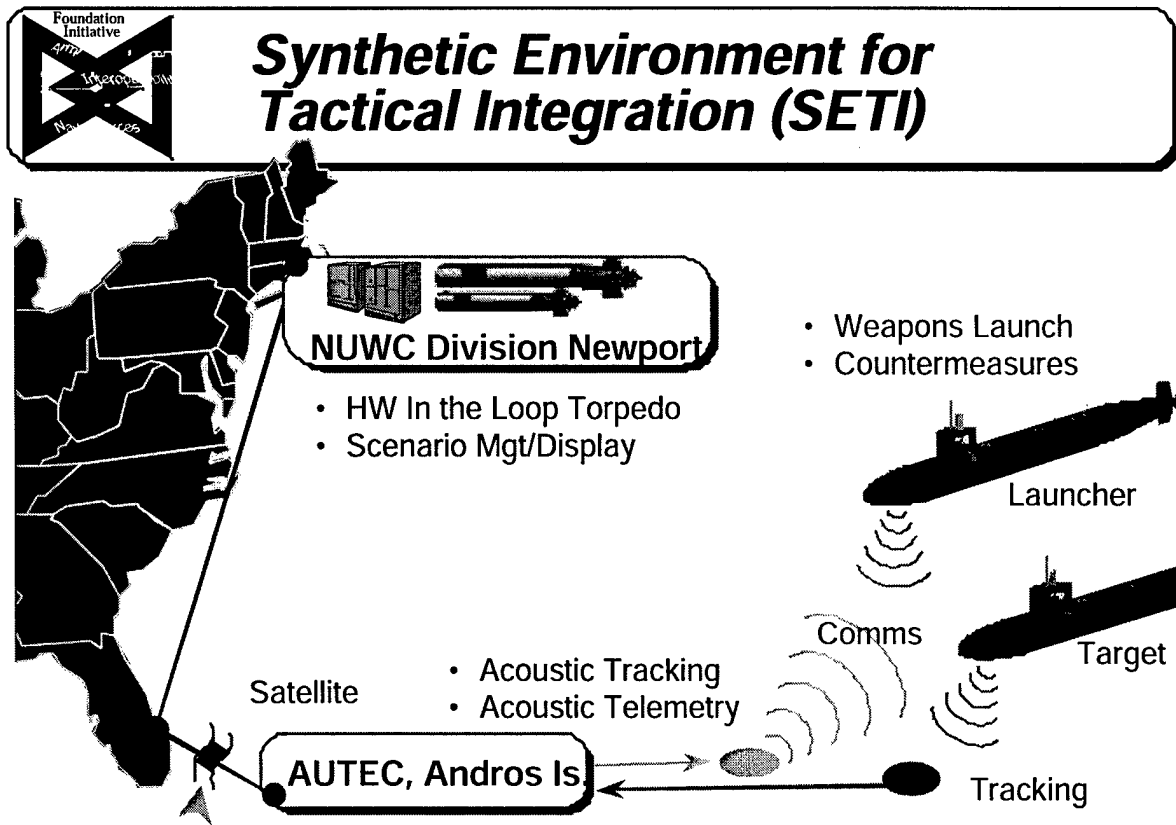 Foundation
Initiative
Synthetic Environment for
Tactical Integration (SETI)
NUWC Division Newport
• HW In the Loop Torpedo
• Scenario Mgt/Display
• Weapons Launch
• Countermeasures
Launcher
Comms
Target
Satellite
• Acoustic Tracking
• Acoustic Telemetry
AUTEC, Andros Is.
Tracking